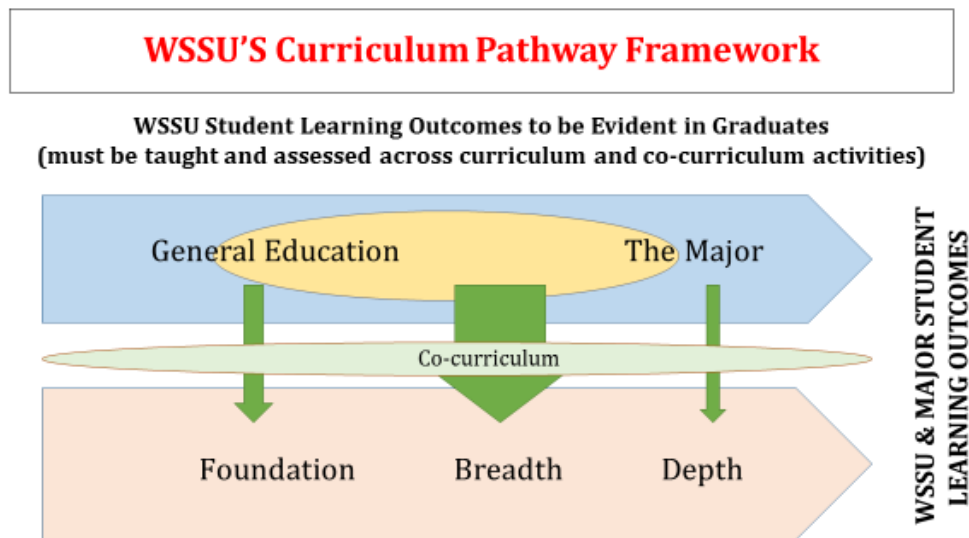 WSSU'S Curriculum Pathway Framework
WSSU Student Learning Outcomes to be Evident in Graduates
(must be taught and assessed across curriculum and co-curriculum activities)
General Education
The Major
Co-curriculum
Foundation
Breadth
Depth
WSSU & MAJOR STUDENT
LEARNING OUTCOMES